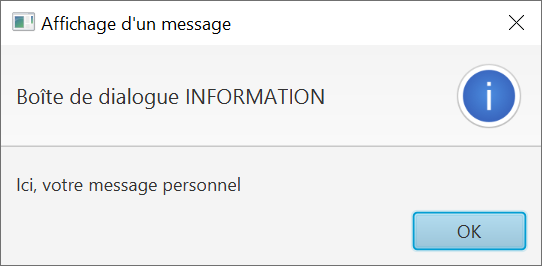 Affichage d'un message
Boîte de dialogue INFORMATION
i
Ici, votre message personnel
OK